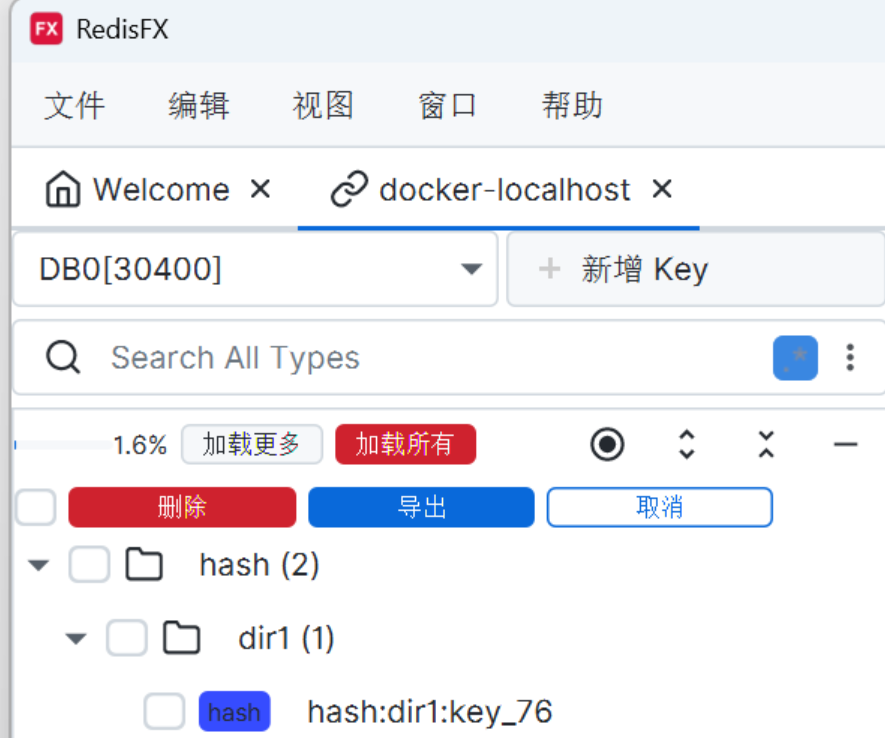 FX RedisFX
文件 编辑 视图 窗口 帮助
Welcome × docker-localhost ×
DB0[30400] + 新增 Key
Search All Types .*
1.6% 加载更多 加载所有
删除 导出 取消
hash (2)
dir1 (1)
hash hash:dir1:key_76